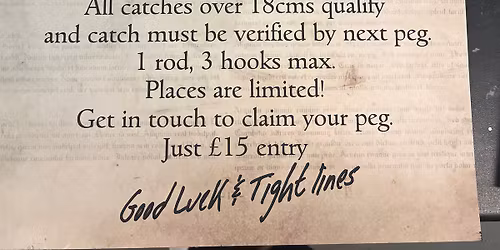 All catches over 18cms qualify
and catch must be verified by next peg.
1 rod, 3 hooks max.
Places are limited!
Get in touch to claim your peg.
Just £15 entry
Good Luck & Tight lines